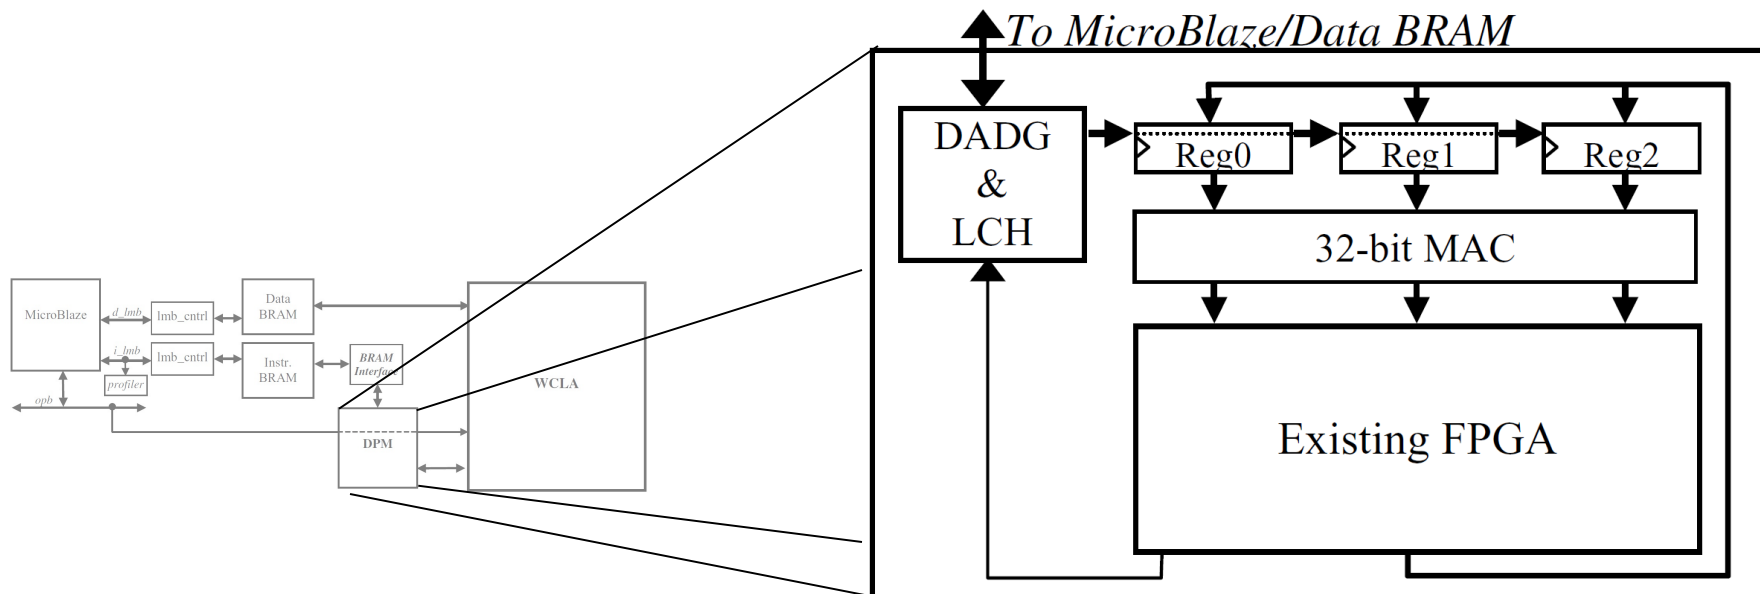 To MicroBlaze/Data BRAM
DADG
&
LCH
Reg0
Reg1
Reg2
32-bit MAC
Existing FPGA
MicroBlaze
d_lmb
lmb_cntrl
Data
BRAM
i_lmb
lmb_cntrl
Instr.
BRAM
BRAM
Interface
profiler
opb
WCLA
DPM